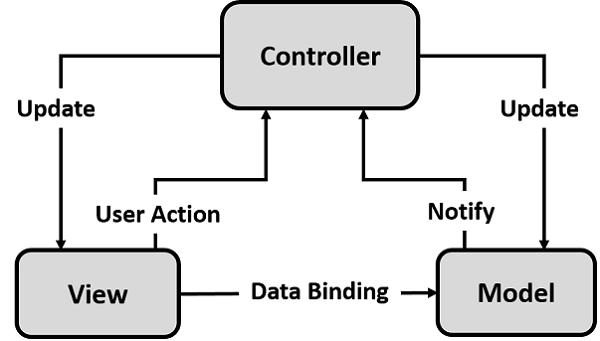 Controller
Update
Update
User Action
Notify
View
Data Binding
Model